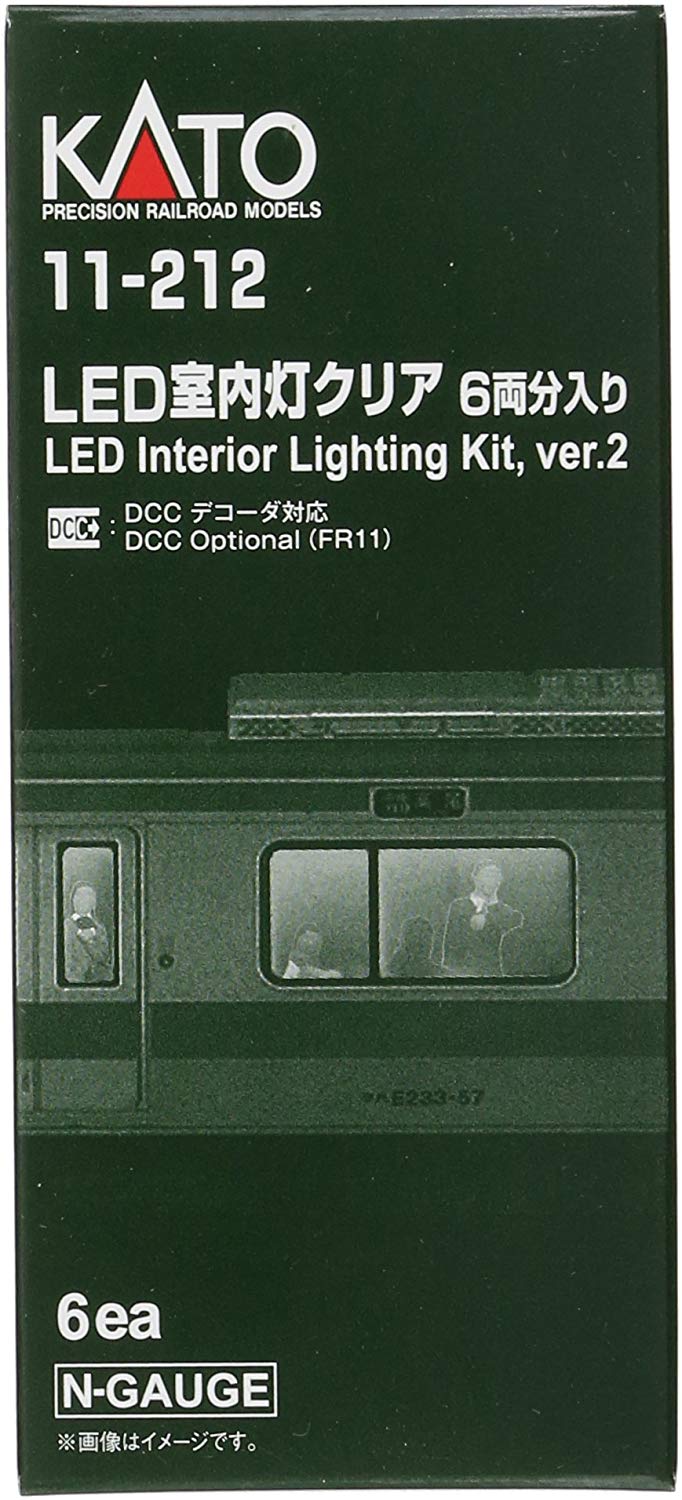 KATO
PRECISION RAILROAD MODELS
11-212
LED室内灯クリア 6両分入り
LED Interior Lighting Kit, ver.2
DCC : DCC デコーダ対応
DCC Optional (FR11)
E233-57
6ea
N-GAUGE
※画像はイメージです。